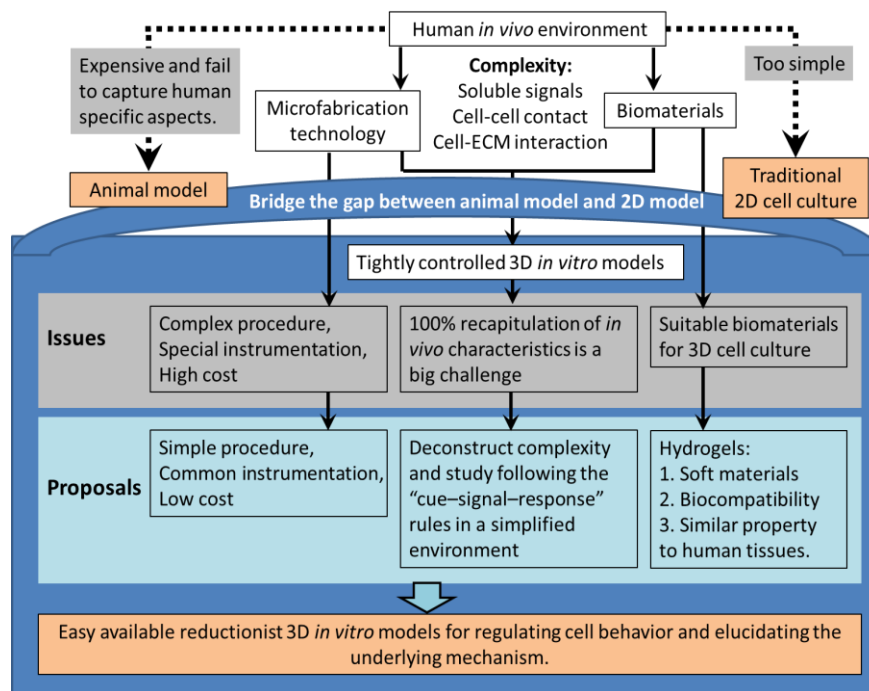 Human in vivo environment
Expensive and fail
to capture human
specific aspects.
Complexity:
Soluble signals
Cell-cell contact
Cell-ECM interaction
Too simple
Microfabrication
technology
Biomaterials
Animal model
Traditional
2D cell culture
Bridge the gap between animal model and 2D model
Tightly controlled 3D in vitro models
Issues
Complex procedure,
Special instrumentation,
High cost
100% recapitulation of in
vivo characteristics is a
big challenge
Suitable biomaterials
for 3D cell culture
Proposals
Simple procedure,
Common instrumentation,
Low cost
Deconstruct complexity
and study following the
“cue–signal–response”
rules in a simplified
environment
Hydrogels:
1. Soft materials
2. Biocompatibility
3. Similar property
to human tissues.
Easy available reductionist 3D in vitro models for regulating cell behavior and elucidating the
underlying mechanism.